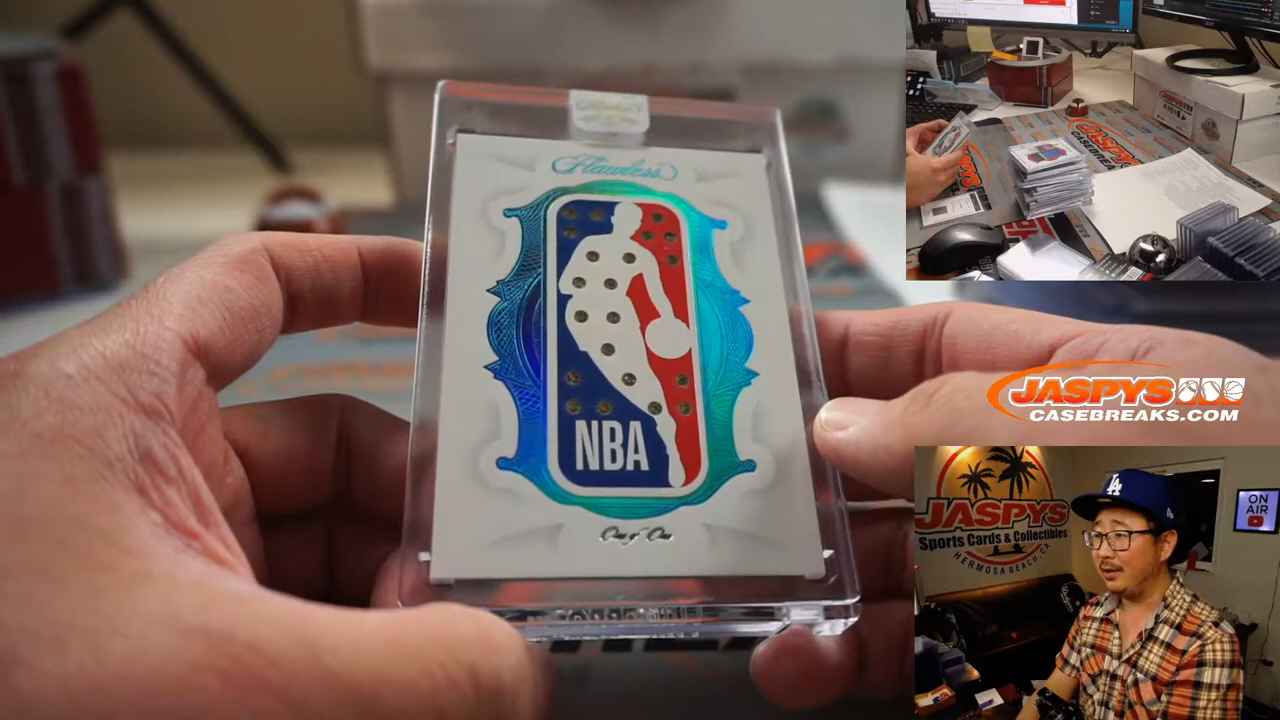 Flawless
NBA
One of One
JASPYS
CASEBREAKS.COM
JASPYS
CASEBREAKS
JASPYS
Sports Cards & Collectibles
HERMOSA BEACH, CA
LA
ON
AIR